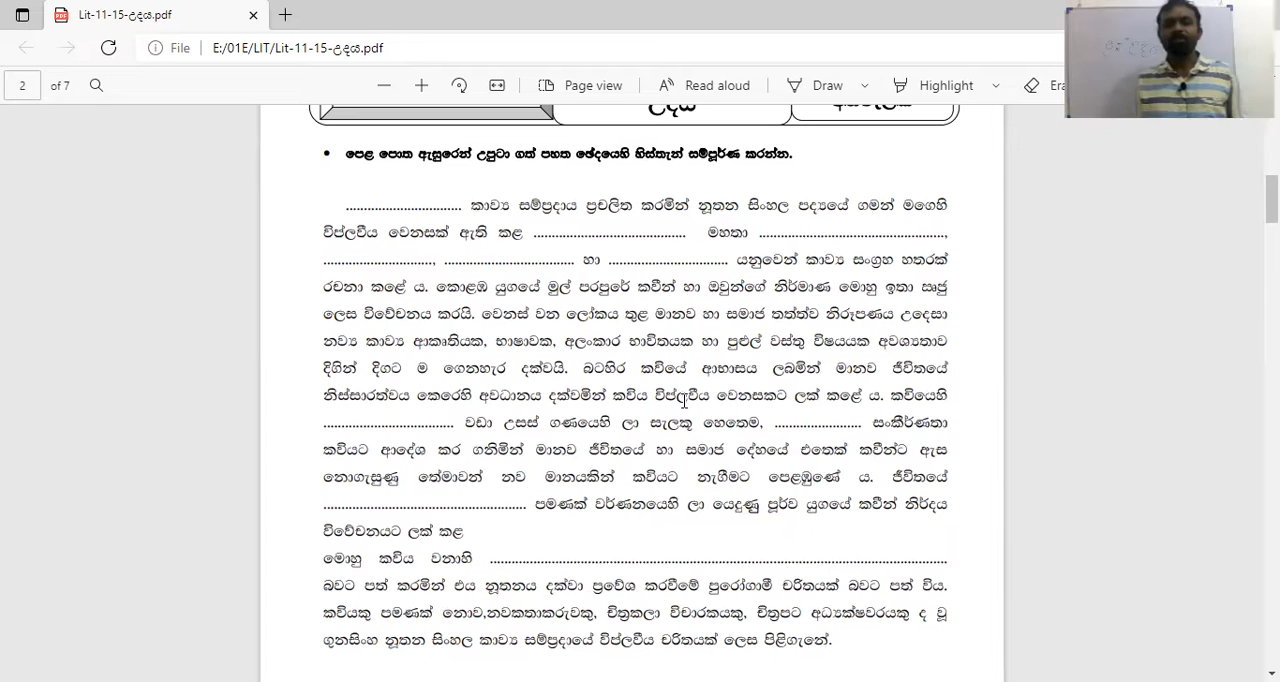 Lit-11-15-උදය.pdf
File E:/01E/LIT/Lit-11-15-උදය.pdf
2 of 7 Page view Read aloud Draw Highlight Era
උදය
පෙළ පොත ඇසුරෙන් උපුටා ගත් පහත ඡේදයෙහි හිස්තැන් සම්පූර්ණ කරන්න.
................................ කාව්‍ය සම්ප්‍රදාය ප්‍රචලිත කරමින් නූතන සිංහල පද්‍යයේ ගමන් මගෙහි
විප්ලවීය වෙනසක් ඇති කළ .......................................... මහතා ...................................................,
.............................., .................................... හා ................................. යනුවෙන් කාව්‍ය සංග්‍රහ හතරක්
රචනා කළේ ය. කොළඹ යුගයේ මුල් පරපුරේ කවීන් හා ඔවුන්ගේ නිර්මාණ මොහු ඉතා ඍජු
ලෙස විවේචනය කරයි. වෙනස් වන ලෝකය තුළ මානව හා සමාජ තත්ත්ව නිරූපණය උදෙසා
නව්‍ය කාව්‍ය ආකෘතියක, භාෂාවක, අලංකාර භාවිතයක හා පුළුල් වස්තු විෂයයක අවශ්‍යතාව
දිගින් දිගට ම ගෙනහැර දක්වයි. බටහිර කවියේ ආභාසය ලබමින් මානව ජීවිතයේ
නිස්සාරත්වය කෙරෙහි අවධානය දක්වමින් කවිය විප්ලවීය වෙනසකට ලක් කළේ ය. කවියෙහි
.................................... වඩා උසස් ගණයෙහි ලා සැලකූ හෙතෙම, ........................ සංකීර්ණතා
කවියට ආදේශ කර ගනිමින් මානව ජීවිතයේ හා සමාජ දේහයේ එතෙක් කවීන්ට ඇස
නොගැසුණු තේමාවන් නව මානයකින් කවියට නැගීමට පෙළඹුණේ ය. ජීවිතයේ
........................................................ පමණක් වර්ණනයෙහි ලා යෙදුණු පූර්ව යුගයේ කවීන් නිර්දය
විවේචනයට ලක් කළ
මොහු කවිය වනාහි ................................................................................................................................
බවට පත් කරමින් එය නූතනය දක්වා ප්‍රවේශ කරවීමේ පුරෝගාමී චරිතයක් බවට පත් විය.
කවියකු පමණක් නොව,නවකතාකරුවකු, චිත්‍රකලා විචාරකයකු, චිත්‍රපට අධ්‍යක්ෂවරයකු ද වූ
ගුනසිංහ නූතන සිංහල කාව්‍ය සම්ප්‍රදායේ විප්ලවීය චරිතයක් ලෙස පිළිගැනේ.